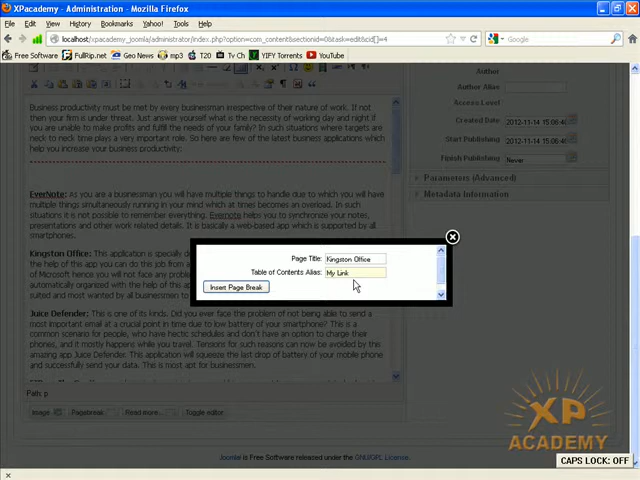 XPacademy - Administration - Mozilla Firefox
File Edit View History Bookmarks Yahoo! Tools Help
localhost/xpacademy_joomla/administrator/index.php?option=com_content&sectionid=0&task=edit&cid[]=4
Google
Free Software FullRip.net Geo News mp3 T20 Tv Ch YIFY Torrents YouTube
Author
Author Alias
Access Level
Created Date 2012-11-14 15:06:4
Start Publishing 2012-11-14 15:06:4
Finish Publishing Never
Parameters (Advanced)
Metadata Information
Business productivity must be met by every businessman irrespective of their nature of work. If not
then your firm is under threat. Just answer yourself what is the necessity of working day and night if
you are unable to make profits and fulfill the needs of your family? In such situations where targets are
neck to neck time plays a very important role. So here are few of the latest business applications which
help you increase your business productivity:
EverNote: As you are a businessman you will have multiple things to handle due to which you will have
multiple things simultaneously running in your mind which at times becomes an overload. In such
situations it is not possible to remember everything. Evernote helps you to synchronize your notes,
presentations and other work related details. It is basically a web-based app which is supported by all
smartphones.
Kingston Office: This application is specially d
the help of this app you can do
of Microsoft hence you will not face any proble
automatically organised with the help of this ap
suited and most wanted by all businessmen.
Page Title: Kingston Office
Table of Contents Alias: My Link
Insert Page Break
Juice Defender: This is one of its kinds. Did you ever face the problem of not being able to send a
most important email at a crucial point in time due to low battery of your smartphone? This is a
common scenario for people, who have hectic schedules and don't have an option to charge their
phones, at regular intervals. Tensions for such reasons can now be avoided by this
amazing app Juice Defender. This application will squeeze the last drop of battery of your mobile phone
and successfully send your data. This is most apt for businessmen.
Path: p
Image Pagebreak Read more... Toggle editor
Joomla! is Free Software released under the GNU/GPL License.
XP
ACADEMY
CAPS LOCK: OFF